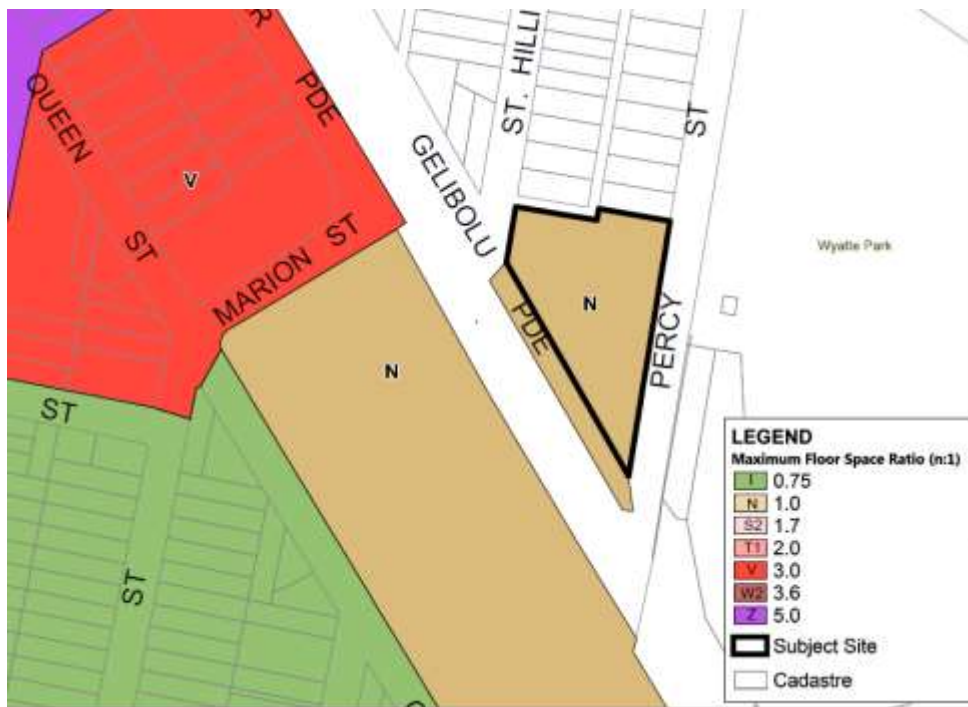 R
PDE
QUEEN
ST. HILLI
ST
GELIBOLU
V
ST
MARION ST
Wyatte Park
N
PDE
PERCY
N
ST
ST
LEGEND
Maximum Floor Space Ratio (n:1)
I 0.75
N 1.0
S2 1.7
T1 2.0
V 3.0
W2 3.6
Z 5.0
Subject Site
Cadastre